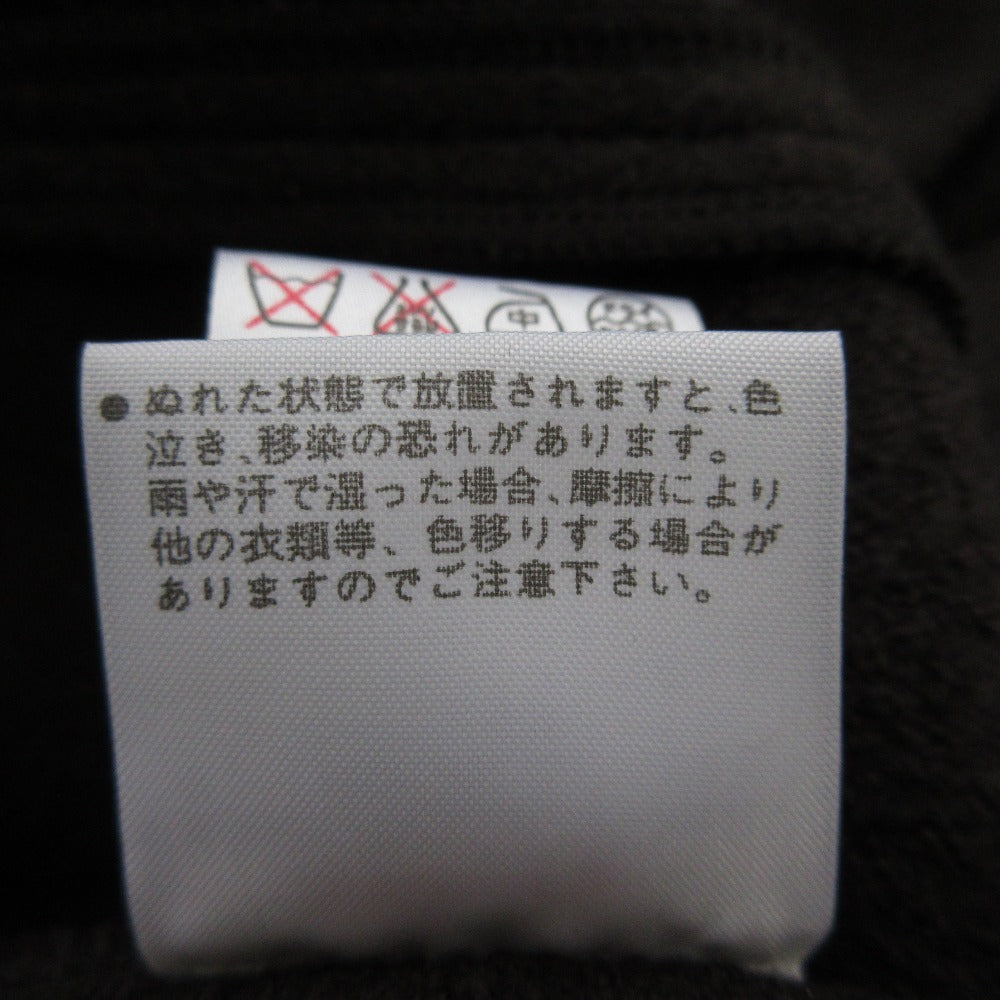 中
● ぬれた状態で放置されますと、色
泣き、移染の恐れがあります。
雨や汗で湿った場合、摩擦により
他の衣類等、色移りする場合が
ありますのでご注意下さい。